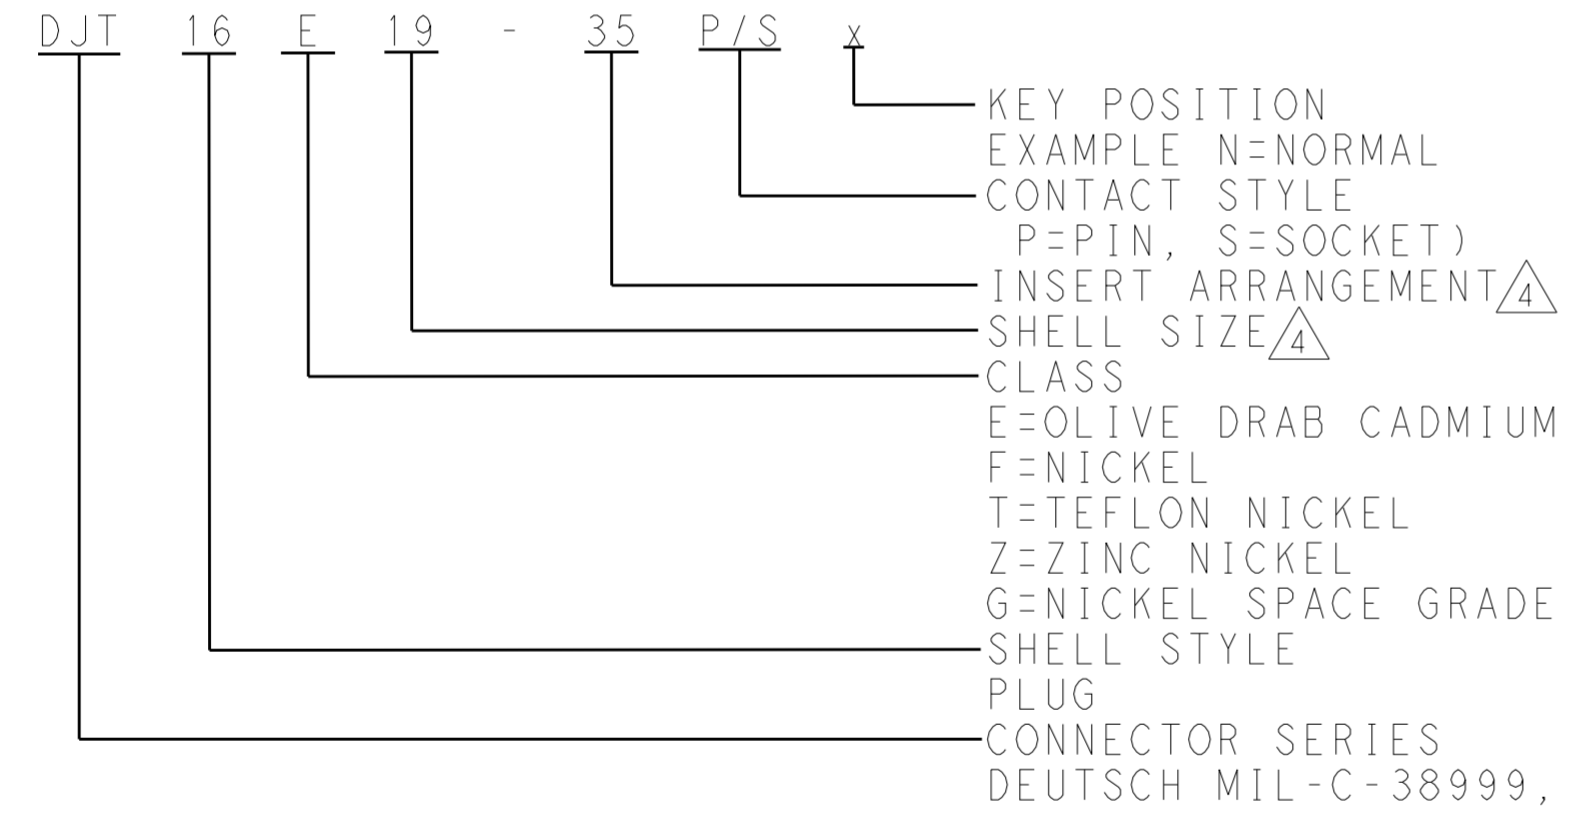 DJT 16 E 19 - 35 P/S x
KEY POSITION
EXAMPLE N=NORMAL
CONTACT STYLE
P=PIN, S=SOCKET)
INSERT ARRANGEMENT 4
SHELL SIZE 4
CLASS
E=OLIVE DRAB CADMIUM
F=NICKEL
T=TEFLON NICKEL
Z=ZINC NICKEL
G=NICKEL SPACE GRADE
SHELL STYLE
PLUG
CONNECTOR SERIES
DEUTSCH MIL-C-38999,